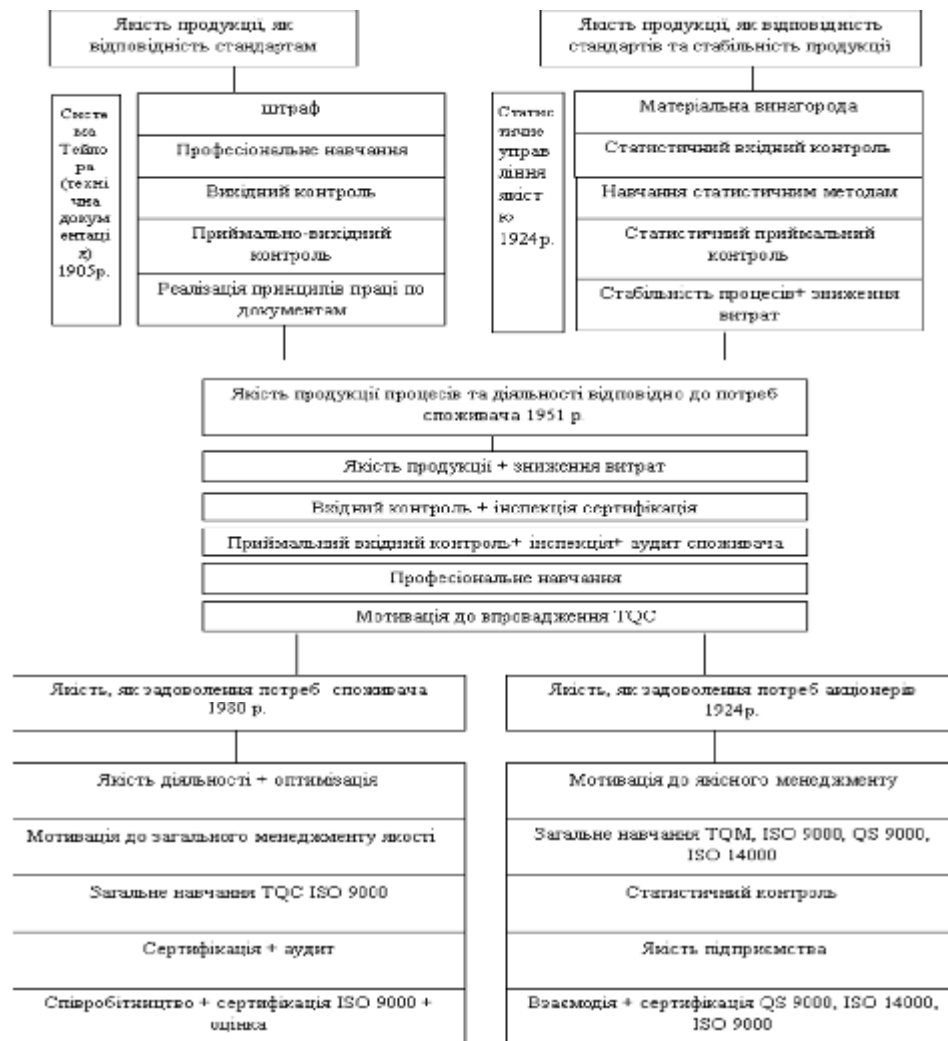 Якість продукції, як
відповідність стандартам
Якість продукції, як відповідність
стандартів та стабільність продукції
Систе
ма
Тейло
ра
(техні
чна
докум
ентаці
я)
1905р.
штраф
Професіональне навчання
Вихідний контроль
Приймально-вихідний
контроль
Реалізація принципів праці по
документам
Статис
тичне
управ
ління
якіст
ю
1924р.
Матеріальна винагорода
Статистичний вхідний контроль
Навчання статистичним методам
Статистичний приймальний
контроль
Стабільність процесів+ зниження
витрат
Якість продукції процесів та діяльності відповідно до потреб
споживача 1951 р.
Якість продукції + зниження витрат
Вхідний контроль + інспекція сертифікація
Приймальний вхідний контроль+ інспекція+ аудит споживача
Професіональне навчання
Мотивація до впровадження TQC
Якість, як задоволення потреб споживача
1980 р.
Якість, як задоволення потреб акціонерів
1924р.
Якість діяльності + оптимізація
Мотивація до загального менеджменту якості
Загальне навчання TQC ISO 9000
Сертифікація + аудит
Співробітництво + сертифікація ISO 9000 +
оцінка
Мотивація до якісного менеджменту
Загальне навчання TQM, ISO 9000, QS 9000,
ISO 14000
Статистичний контроль
Якість підприємства
Взаємодія + сертифікація QS 9000, ISO 14000,
ISO 9000